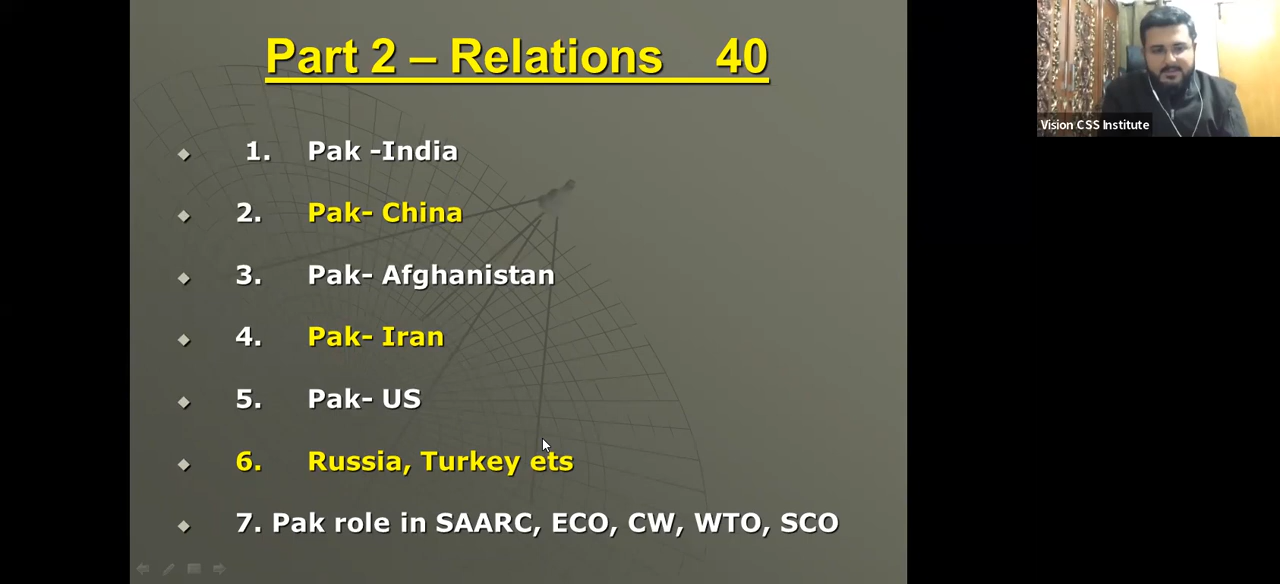 Part 2 – Relations 40
1. Pak -India
2. Pak- China
3. Pak- Afghanistan
4. Pak- Iran
5. Pak- US
6. Russia, Turkey ets
7. Pak role in SAARC, ECO, CW, WTO, SCO
Vision CSS Institute